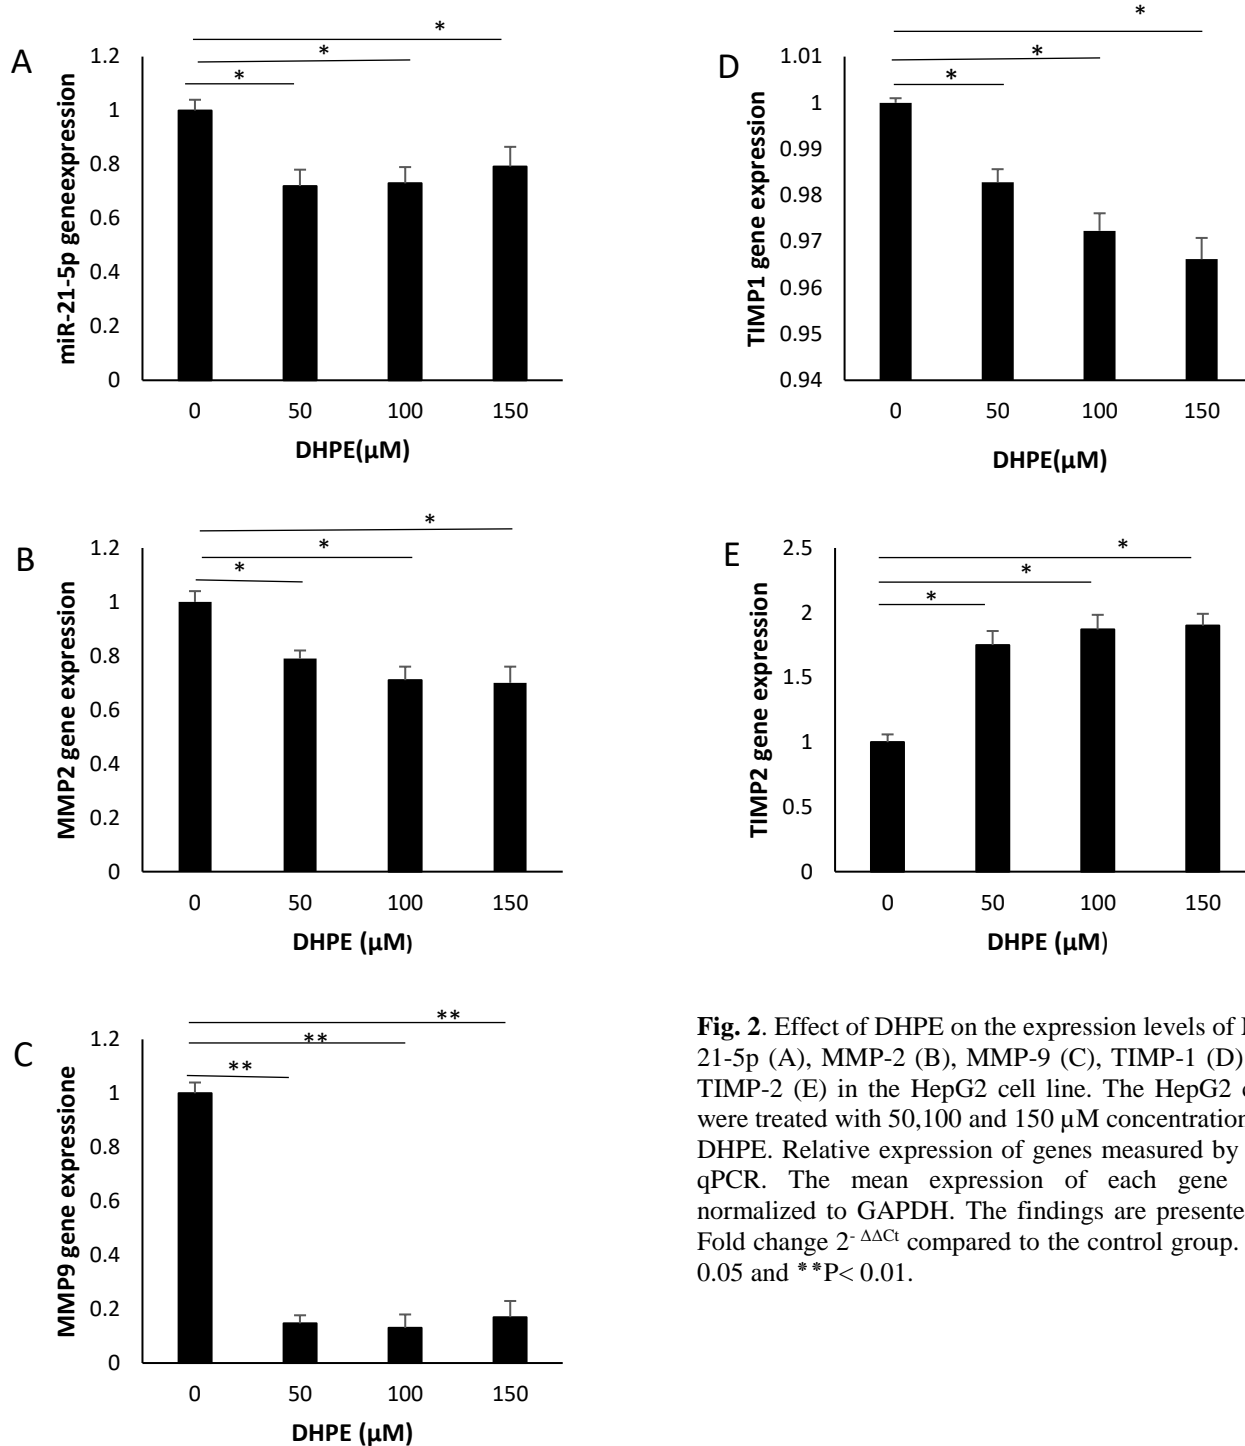 A
*
*
*
1.2
1
0.8
0.6
0.4
0.2
0
miR-21-5p geneexpression
0 50 100 150
DHPE(µM)
B
*
*
*
1.2
1
0.8
0.6
0.4
0.2
0
MMP2 gene expression
0 50 100 150
DHPE (µM)
C
**
**
**
1.2
1
0.8
0.6
0.4
0.2
0
MMP9 gene expressione
0 50 100 150
DHPE (µM)
D
*
*
*
1.01
1
0.99
0.98
0.97
0.96
0.95
0.94
TIMP1 gene expression
0 50 100 150
DHPE(µM)
E
*
*
*
2.5
2
1.5
1
0.5
0
TIMP2 gene expression
0 50 100 150
DHPE (µM)
Fig. 2. Effect of DHPE on the expression levels of
21-5p (A), MMP-2 (B), MMP-9 (C), TIMP-1 (D)
TIMP-2 (E) in the HepG2 cell line. The HepG2
were treated with 50,100 and 150 µM concentration
DHPE. Relative expression of genes measured by
qPCR. The mean expression of each gene
normalized to GAPDH. The findings are presente
Fold change 2- ΔΔCt compared to the control group.
0.05 and **P< 0.01.